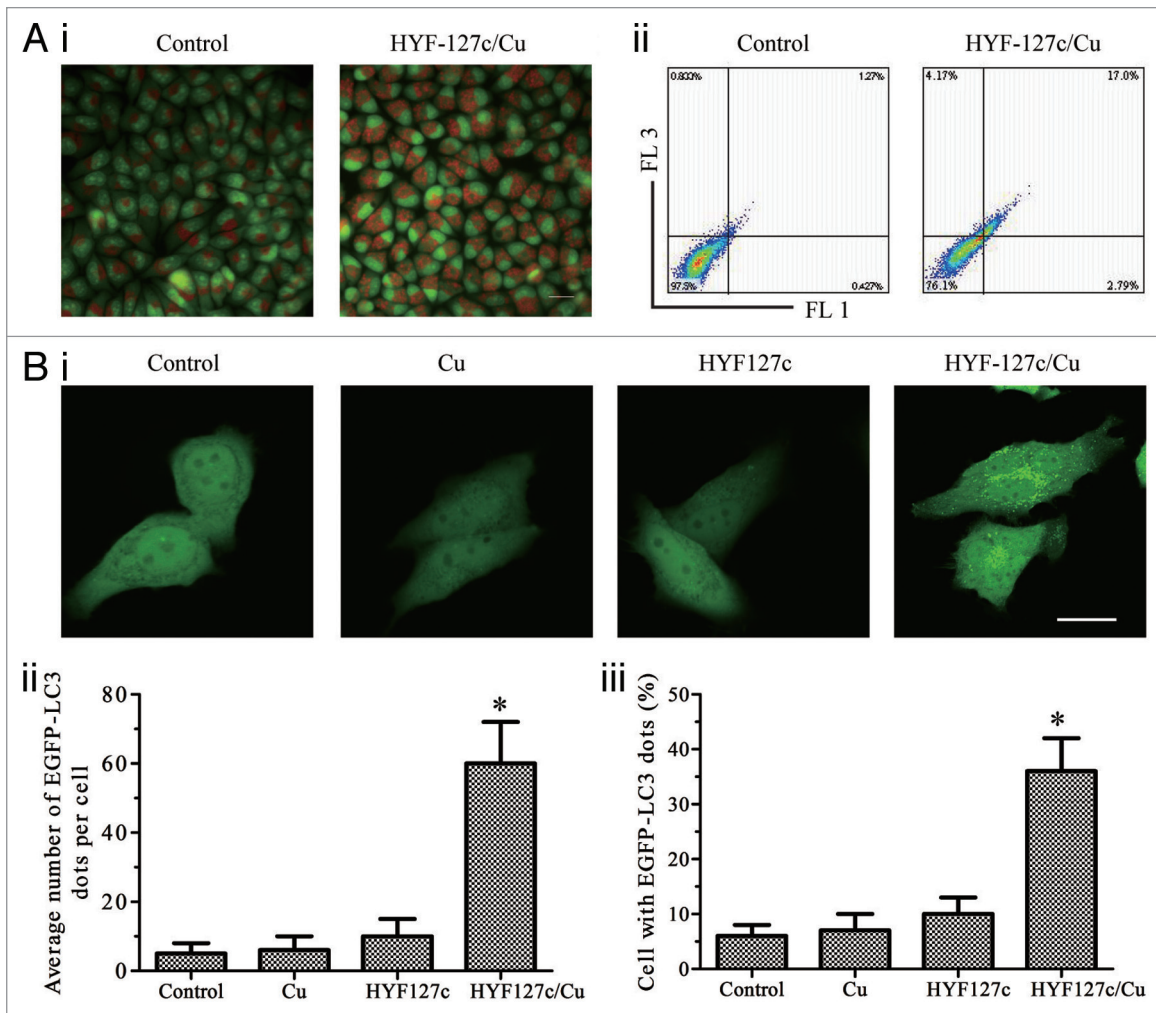 A i
Control
HYF-127c/Cu
ii
Control
HYF-127c/Cu
0.833%
1.27%
4.17%
17.0%
FL 3
97.5%
0.427%
76.1%
2.79%
FL 1
B i
Control
Cu
HYF127c
HYF-127c/Cu
ii
Average number of EGFP-LC3
dots per cell
80
60
40
20
0
*
Control
Cu
HYF127c
HYF127c/Cu
iii
Cell with EGFP-LC3 dots (%)
50
40
30
20
10
0
*
Control
Cu
HYF127c
HYF127c/Cu